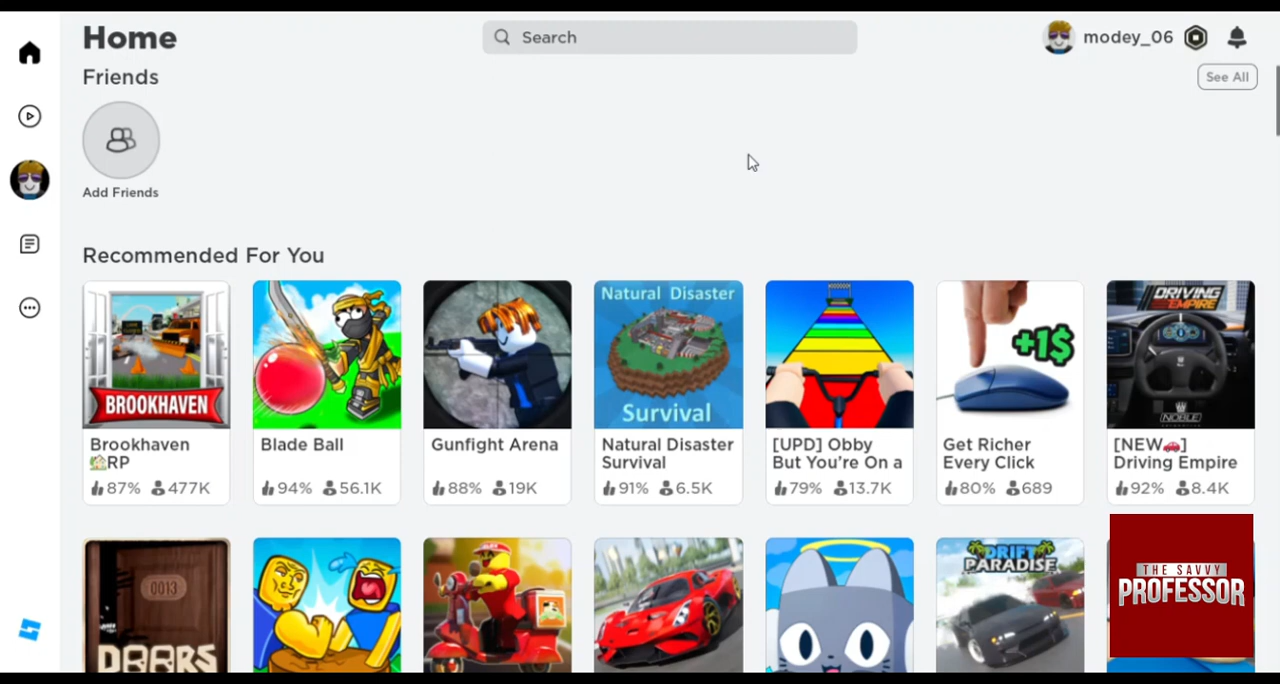 Home
Search
modey_06
Friends
See All
Add Friends
Recommended For You
BROOKHAVEN
Natural Disaster
Survival
+1$
DRIVING
EMPIRE
NOBLE
Brookhaven
🏡RP
87% 477K
Blade Ball
94% 56.1K
Gunfight Arena
88% 19K
Natural Disaster
Survival
91% 6.5K
[UPD] Obby
But You’re On a
79% 13.7K
Get Richer
Every Click
80% 689
[NEW🚗]
Driving Empire
92% 8.4K
0013
DOORS
DRIFT
PARADISE
THE SAVVY
PROFESSOR